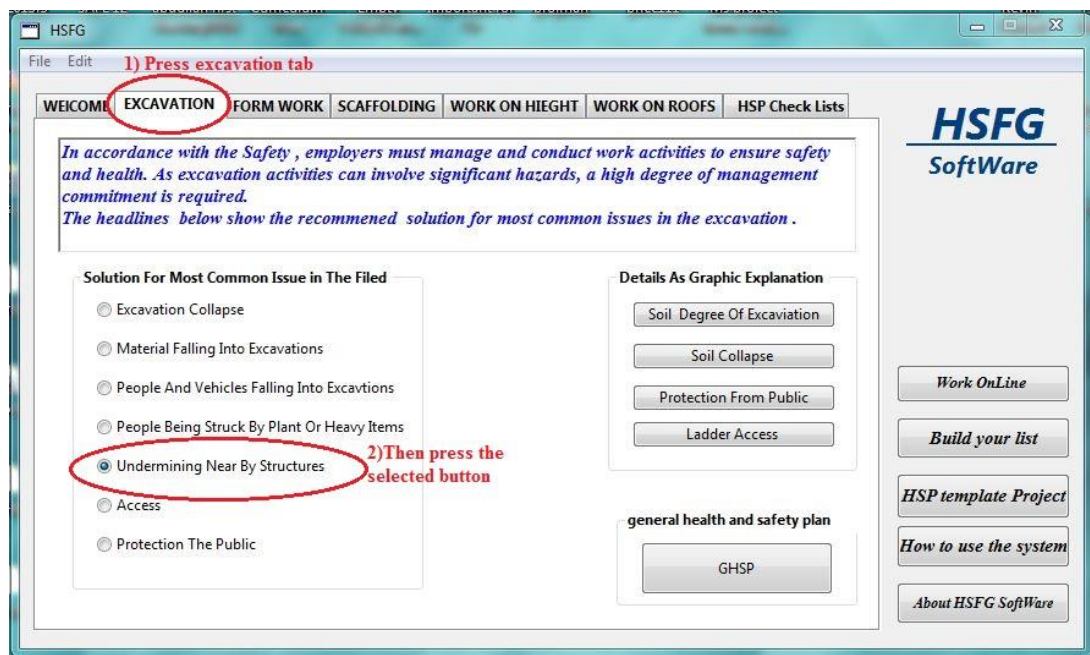 HSFG
File Edit
1) Press excavation tab
WElCOME EXCAVATION FORM WORK SCAFFOLDING WORK ON HIEGHT WORK ON ROOFS HSP Check Lists
In accordance with the Safety , employers must manage and conduct work activities to ensure safety
and health. As excavation activities can involve significant hazards, a high degree of management
commitment is required.
The headlines below show the recommened solution for most common issues in the excavation .
Solution For Most Common Issue in The Filed
Excavation Collapse
Material Falling Into Excavations
People And Vehicles Falling Into Excavtions
People Being Struck By Plant Or Heavy Items
2)Then press the
selected button
Undermining Near By Structures
Access
Protection The Public
Details As Graphic Explanation
Soil Degree Of Excaviation
Soil Collapse
Protection From Public
Ladder Access
general health and safety plan
GHSP
HSFG
SoftWare
Work OnLine
Build your list
HSP template Project
How to use the system
About HSFG SoftWare